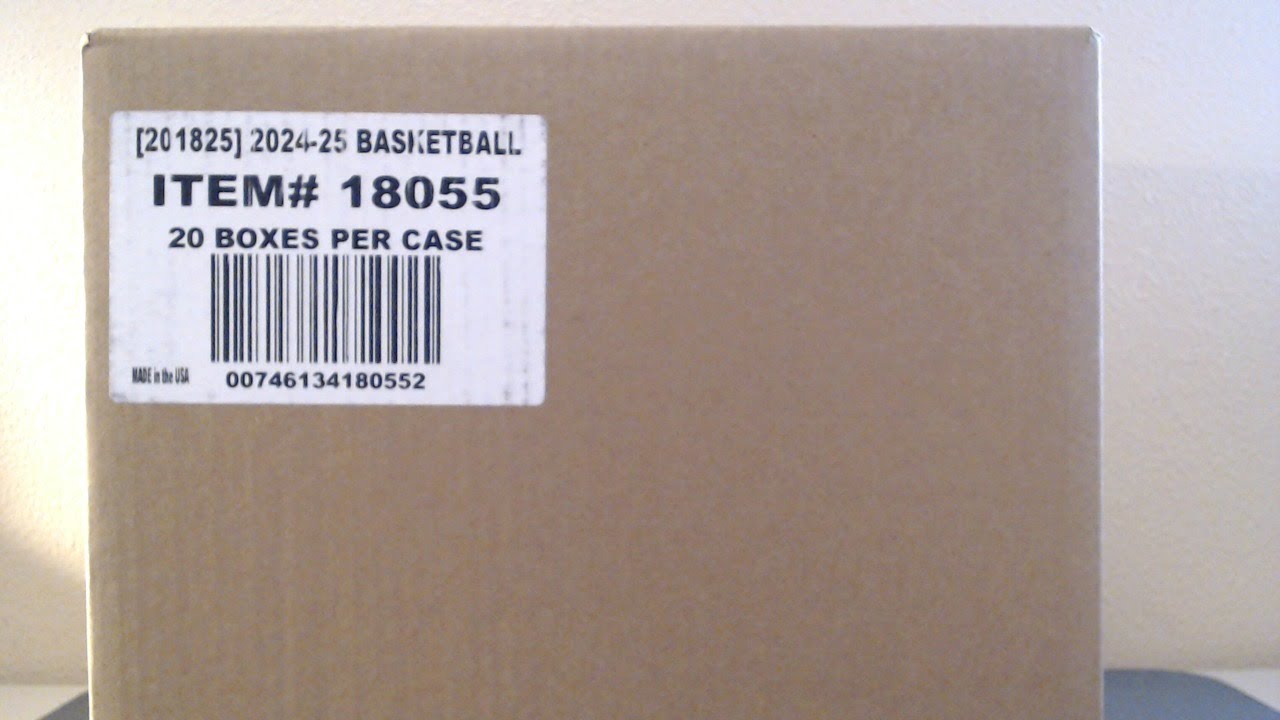 [201825] 2024-25 BASKETBALL
ITEM# 18055
20 BOXES PER CASE
MADE in the USA
00746134180552